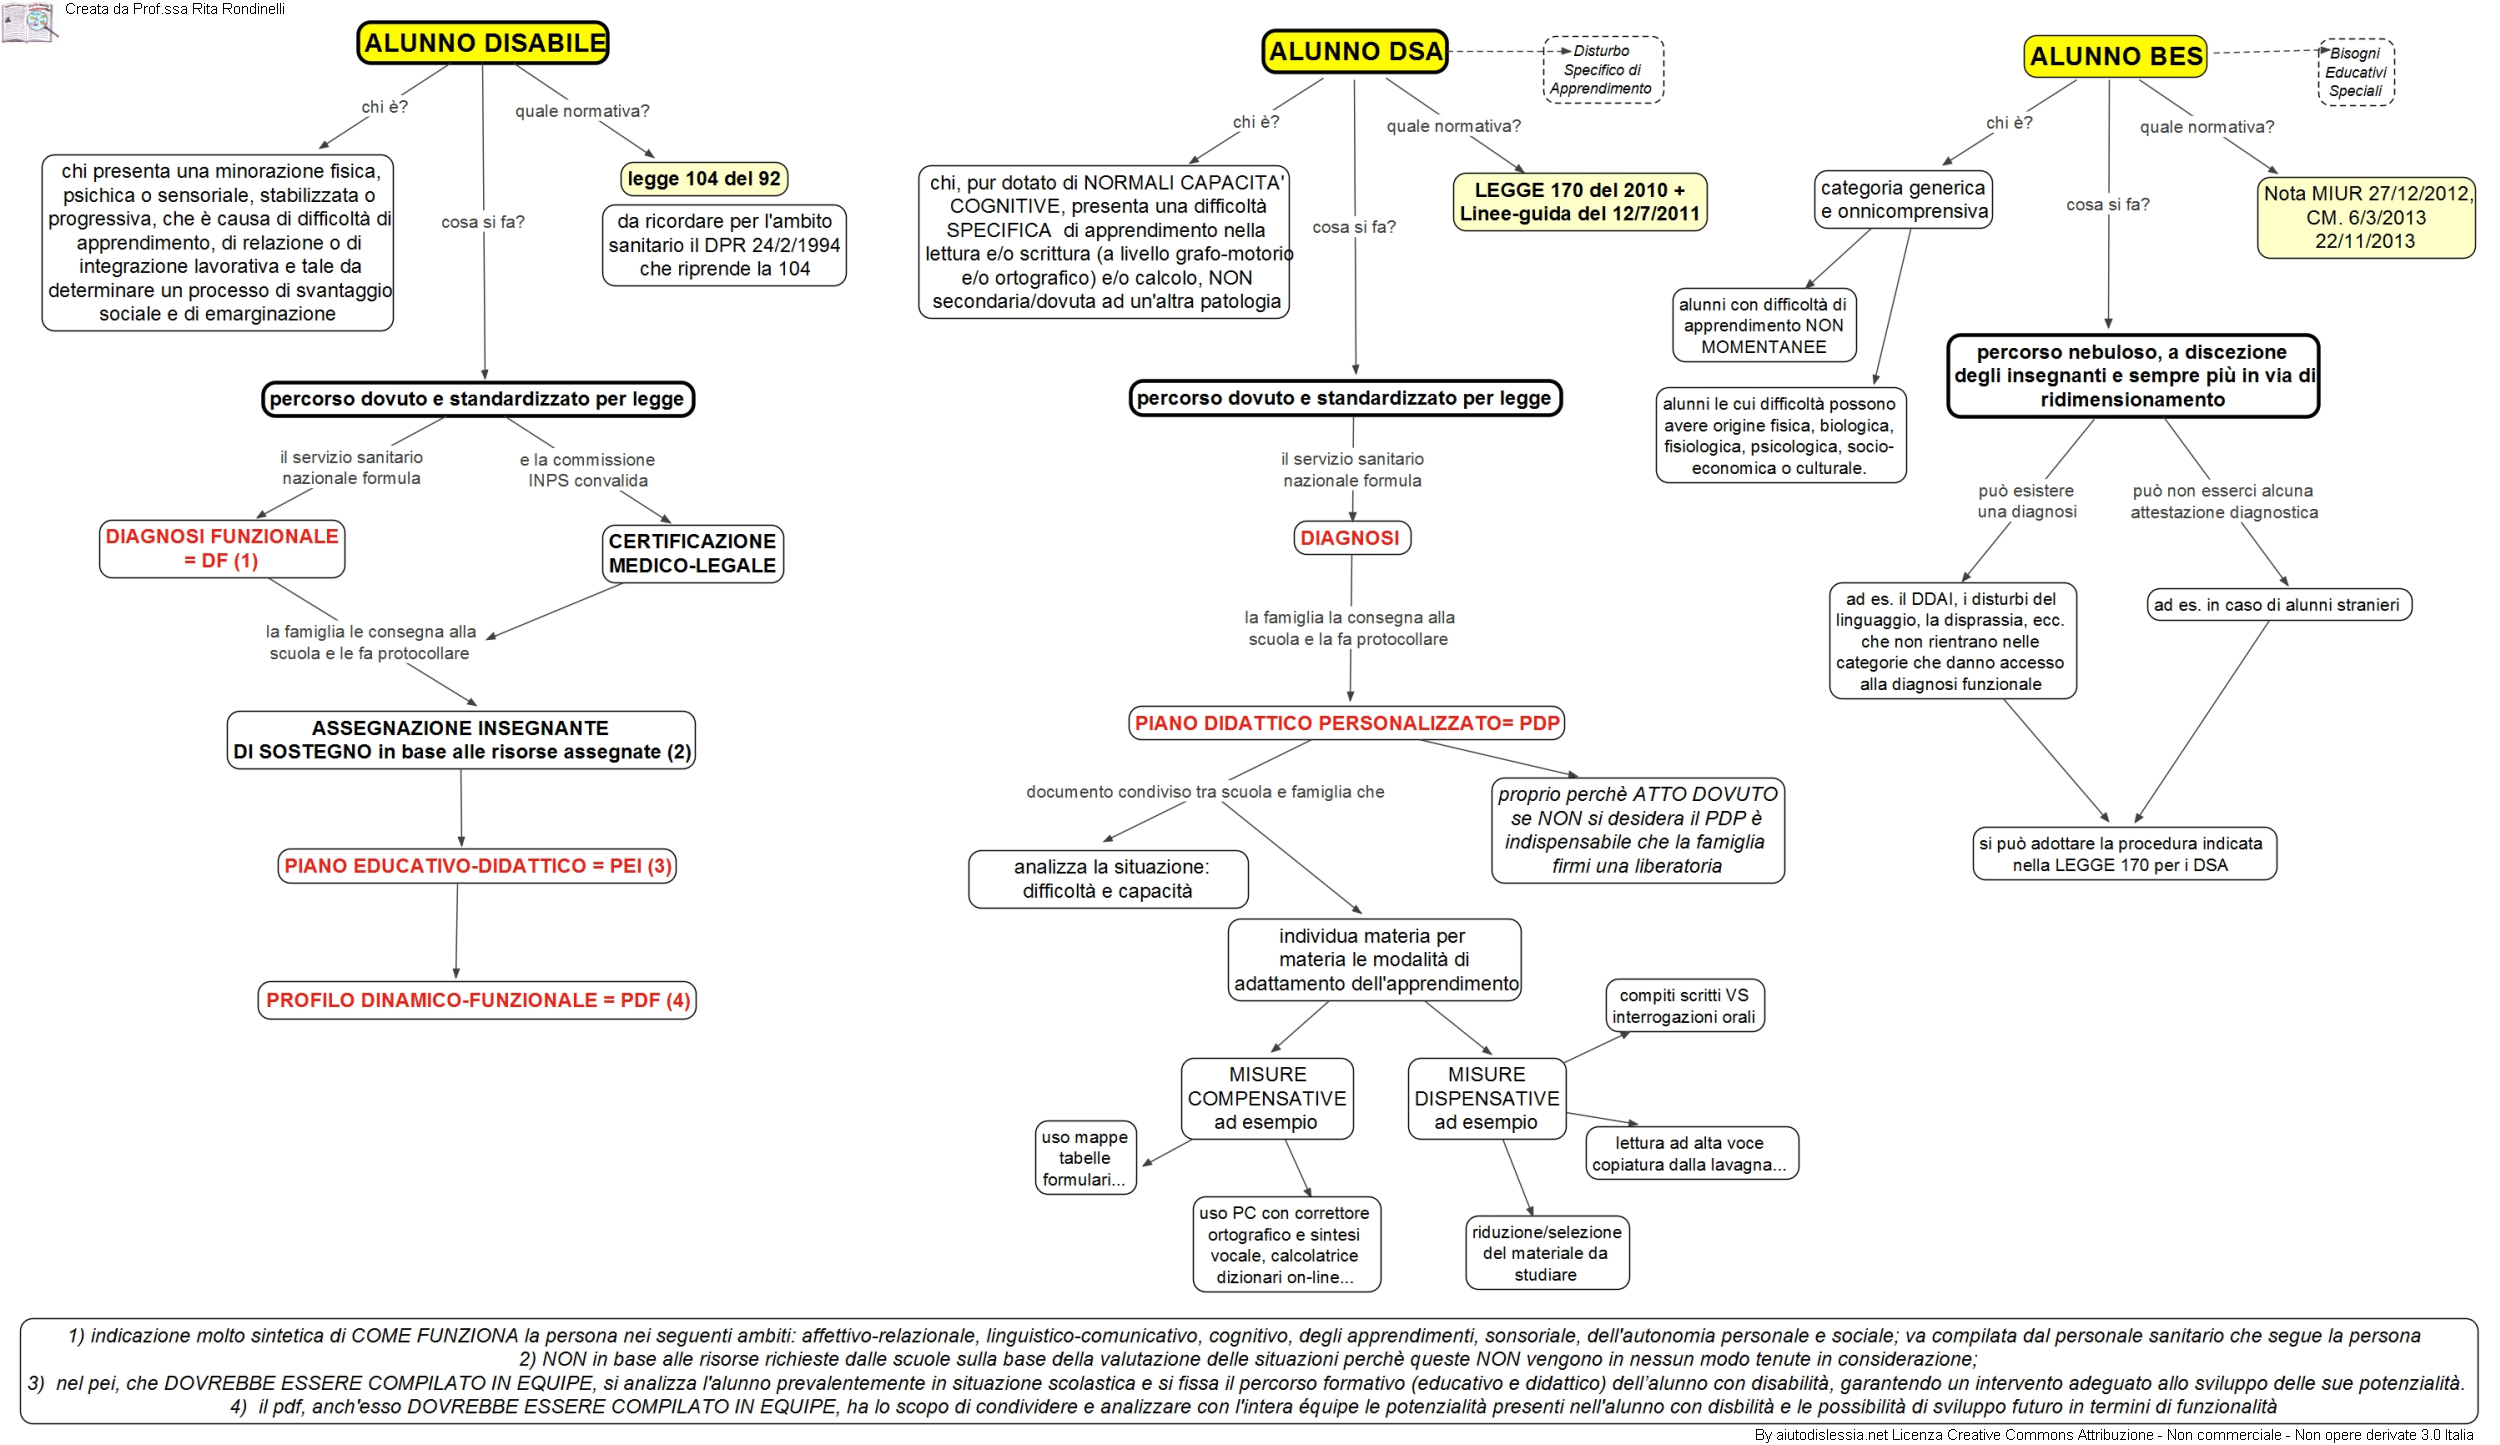 Creata da Prof.ssa Rita Rondinelli
ALUNNO DISABILE
chi è?
quale normativa?
cosa si fa?
chi presenta una minorazione fisica,
psichica o sensoriale, stabilizzata o
progressiva, che è causa di difficoltà di
apprendimento, di relazione o di
integrazione lavorativa e tale da
determinare un processo di svantaggio
sociale e di emarginazione
legge 104 del 92
da ricordare per l'ambito
sanitario il DPR 24/2/1994
che riprende la 104
percorso dovuto e standardizzato per legge
il servizio sanitario
nazionale formula
e la commissione
INPS convalida
DIAGNOSI FUNZIONALE
= DF (1)
CERTIFICAZIONE
MEDICO-LEGALE
la famiglia le consegna alla
scuola e le fa protocollare
ASSEGNAZIONE INSEGNANTE
DI SOSTEGNO in base alle risorse assegnate (2)
PIANO EDUCATIVO-DIDATTICO = PEI (3)
PROFILO DINAMICO-FUNZIONALE = PDF (4)
ALUNNO DSA
Disturbo
Specifico di
Apprendimento
chi è?
quale normativa?
cosa si fa?
chi, pur dotato di NORMALI CAPACITA'
COGNITIVE, presenta una difficoltà
SPECIFICA di apprendimento nella
lettura e/o scrittura (a livello grafo-motorio
e/o ortografico) e/o calcolo, NON
secondaria/dovuta ad un'altra patologia
LEGGE 170 del 2010 +
Linee-guida del 12/7/2011
percorso dovuto e standardizzato per legge
il servizio sanitario
nazionale formula
DIAGNOSI
la famiglia la consegna alla
scuola e la fa protocollare
PIANO DIDATTICO PERSONALIZZATO= PDP
documento condiviso tra scuola e famiglia che
proprio perchè ATTO DOVUTO
se NON si desidera il PDP è
indispensabile che la famiglia
firmi una liberatoria
analizza la situazione:
difficoltà e capacità
individua materia per
materia le modalità di
adattamento dell'apprendimento
MISURE
COMPENSATIVE
ad esempio
MISURE
DISPENSATIVE
ad esempio
compiti scritti VS
interrogazioni orali
uso mappe
tabelle
formulari...
lettura ad alta voce
copiatura dalla lavagna...
uso PC con correttore
ortografico e sintesi
vocale, calcolatrice
dizionari on-line...
riduzione/selezione
del materiale da
studiare
ALUNNO BES
Bisogni
Educativi
Speciali
chi è?
quale normativa?
cosa si fa?
categoria generica
e onnicomprensiva
Nota MIUR 27/12/2012,
CM. 6/3/2013
22/11/2013
alunni con difficoltà di
apprendimento NON
MOMENTANEE
alunni le cui difficoltà possono
avere origine fisica, biologica,
fisiologica, psicologica, socio-
economica o culturale.
percorso nebuloso, a discezione
degli insegnanti e sempre più in via di
ridimensionamento
può esistere
una diagnosi
può non esserci alcuna
attestazione diagnostica
ad es. il DDAI, i disturbi del
linguaggio, la disprassia, ecc.
che non rientrano nelle
categorie che danno accesso
alla diagnosi funzionale
ad es. in caso di alunni stranieri
si può adottare la procedura indicata
nella LEGGE 170 per i DSA
1) indicazione molto sintetica di COME FUNZIONA la persona nei seguenti ambiti: affettivo-relazionale, linguistico-comunicativo, cognitivo, degli apprendimenti, sonsoriale, dell'autonomia personale e sociale; va compilata dal personale sanitario che segue la persona
2) NON in base alle risorse richieste dalle scuole sulla base della valutazione delle situazioni perchè queste NON vengono in nessun modo tenute in considerazione;
3) nel pei, che DOVREBBE ESSERE COMPILATO IN EQUIPE, si analizza l'alunno prevalentemente in situazione scolastica e si fissa il percorso formativo (educativo e didattico) dell’alunno con disabilità, garantendo un intervento adeguato allo sviluppo delle sue potenzialità.
4) il pdf, anch'esso DOVREBBE ESSERE COMPILATO IN EQUIPE, ha lo scopo di condividere e analizzare con l'intera équipe le potenzialità presenti nell'alunno con disbilità e le possibilità di sviluppo futuro in termini di funzionalità
By aiutodislessia.net Licenza Creative Commons Attribuzione - Non commerciale - Non opere derivate 3.0 Italia